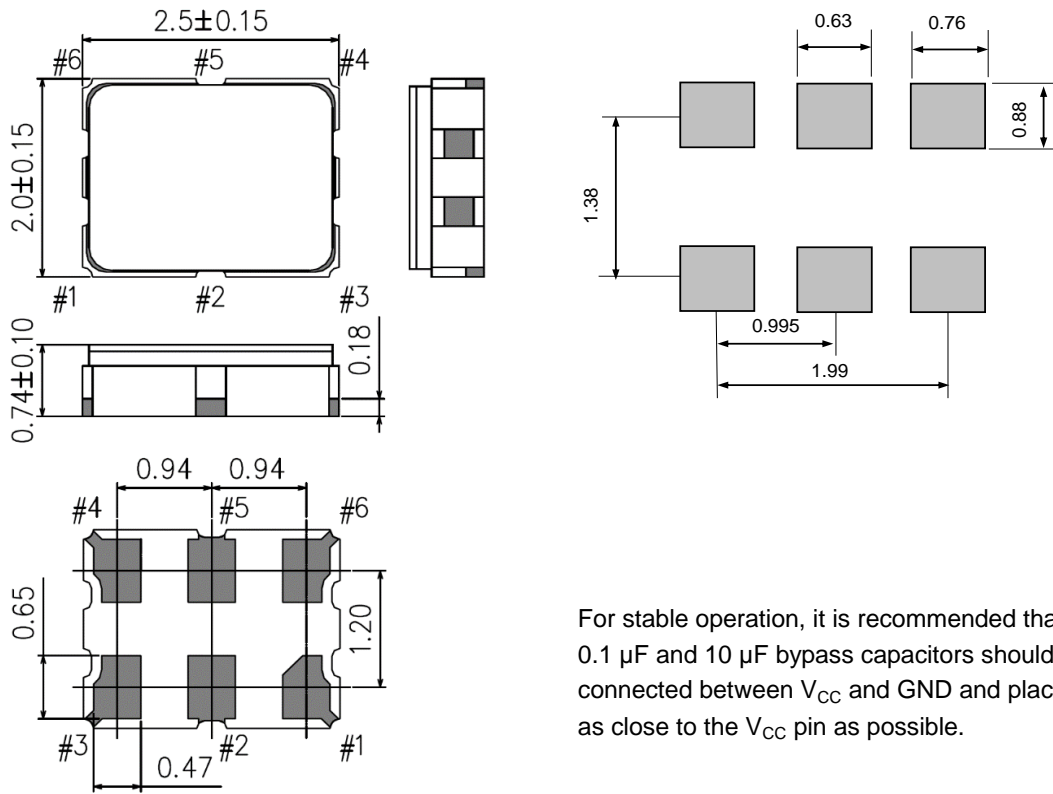 2.5±0.15
#6 #5 #4
2.0±0.15
#1 #2 #3
0.74±0.10
0.18
0.94 0.94
#4 #5 #6
0.65
1.20
#3 #2 #1
0.47
0.63 0.76
0.88
1.38
0.995
1.99
For stable operation, it is recommended tha
0.1 µF and 10 µF bypass capacitors should
connected between VCC and GND and plac
as close to the VCC pin as possible.